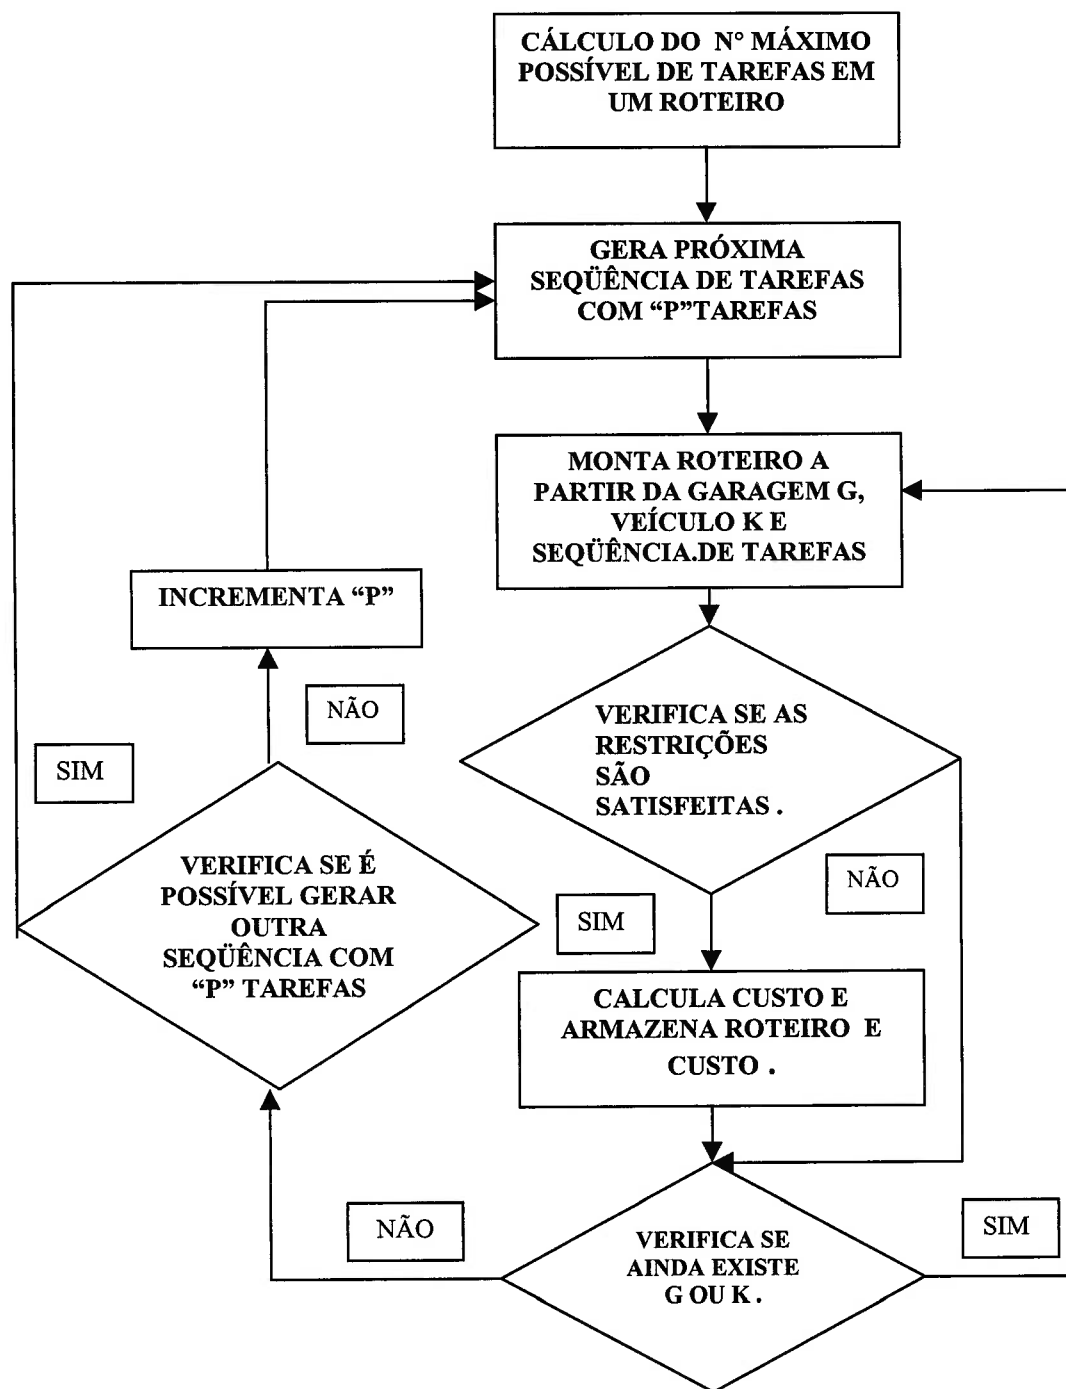 CÁLCULO DO N° MÁXIMO
POSSÍVEL DE TAREFAS EM
UM ROTEIRO
GERA PRÓXIMA
SEQÜÊNCIA DE TAREFAS
COM “P”TAREFAS
MONTA ROTEIRO A
PARTIR DA GARAGEM G,
VEÍCULO K E
SEQÜÊNCIA.DE TAREFAS
INCREMENTA “P”
NÃO
SIM
VERIFICA SE AS
RESTRIÇÕES
SÃO
SATISFEITAS .
VERIFICA SE É
POSSÍVEL GERAR
OUTRA
SEQÜÊNCIA COM
“P” TAREFAS
SIM
NÃO
CALCULA CUSTO E
ARMAZENA ROTEIRO E
CUSTO .
NÃO
SIM
VERIFICA SE
AINDA EXISTE
G OU K .